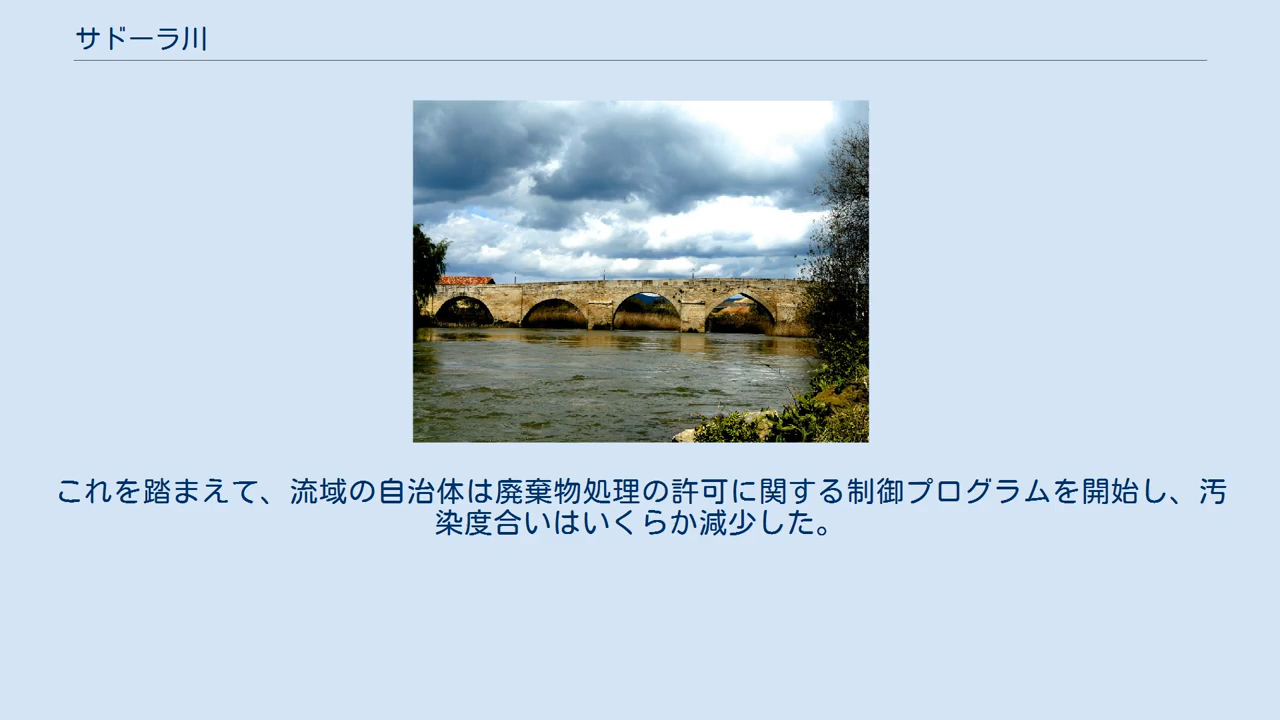 サドーラ川
これを踏まえて、流域の自治体は廃棄物処理の許可に関する制御プログラムを開始し、汚
染度合いはいくらか減少した。